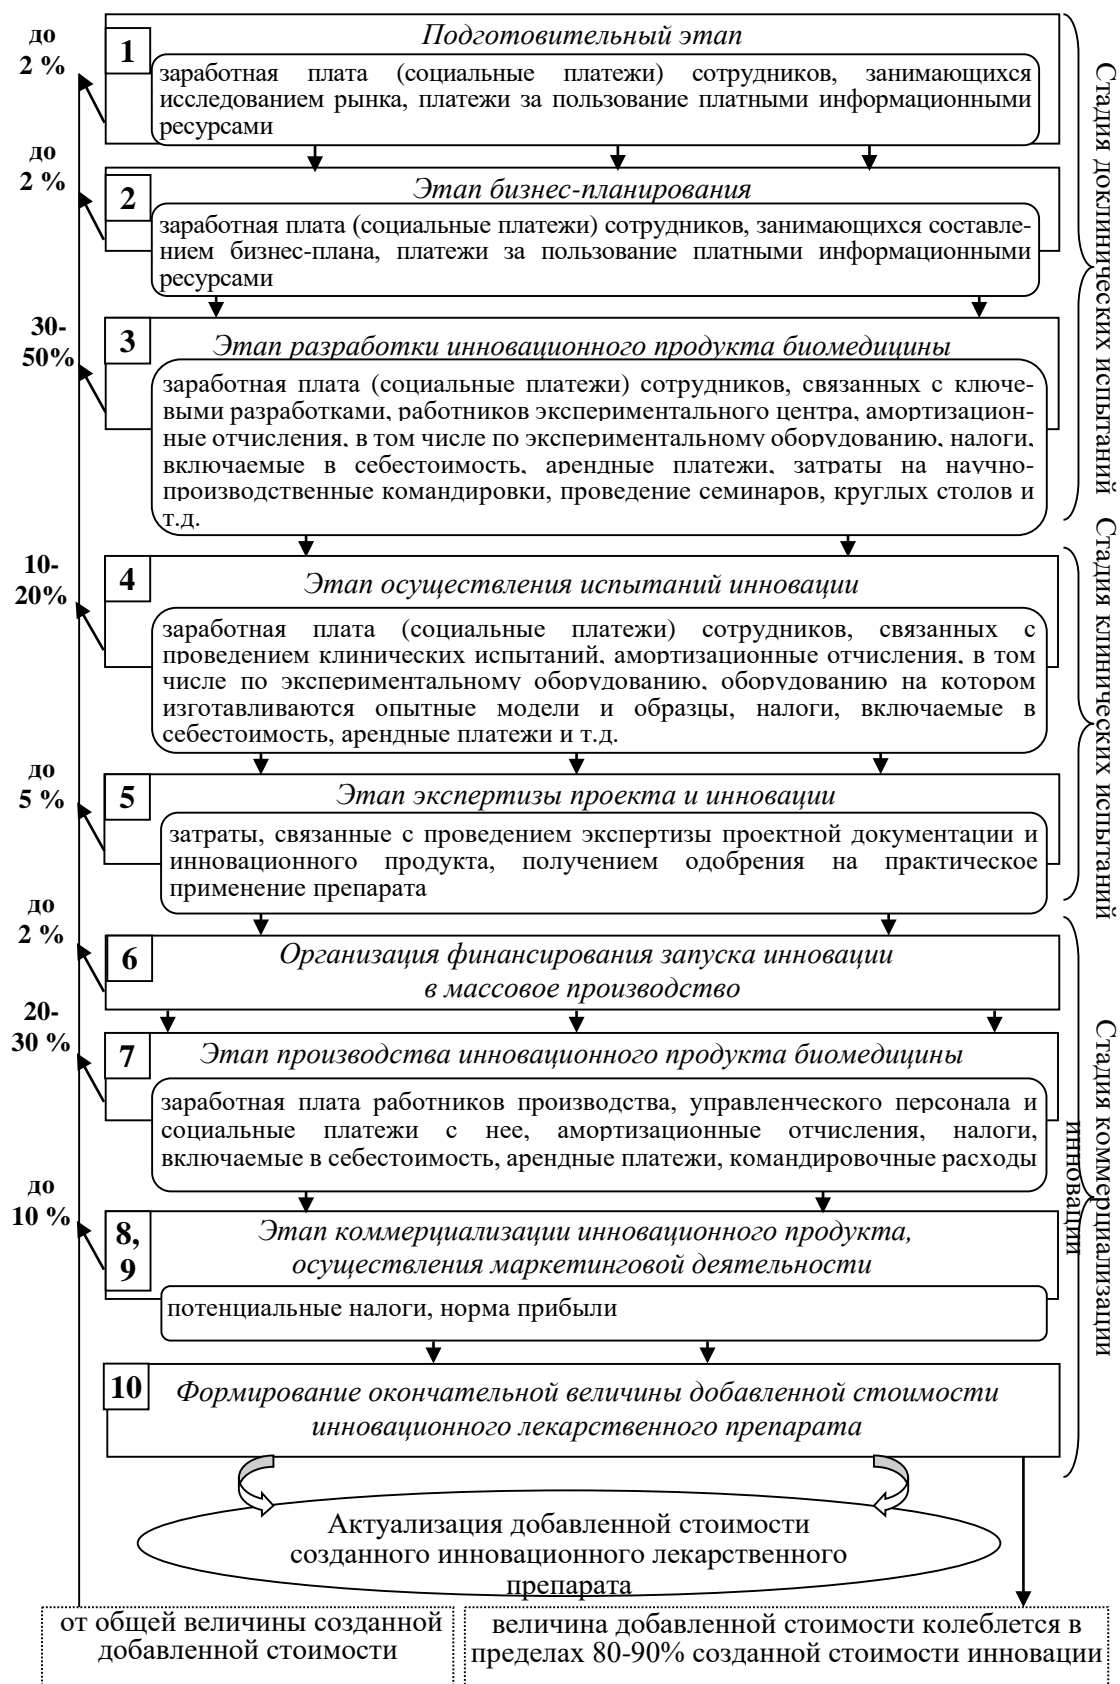 до
2 %
1
Подготовительный этап
заработная плата (социальные платежи) сотрудников, занимающихся
исследованием рынка, платежи за пользование платными информационными
ресурсами
до
2 %
2
Этап бизнес-планирования
заработная плата (социальные платежи) сотрудников, занимающихся составле-
нием бизнес-плана, платежи за пользование платными информационными
ресурсами
30-
50%
3
Этап разработки инновационного продукта биомедицины
заработная плата (социальные платежи) сотрудников, связанных с ключе-
выми разработками, работников экспериментального центра, амортизацион-
ные отчисления, в том числе по экспериментальному оборудованию, налоги,
включаемые в себестоимость, арендные платежи, затраты на научно-
производственные командировки, проведение семинаров, круглых столов и
т.д.
Стадия доклинических испытаний
10-
20%
4
Этап осуществления испытаний инновации
заработная плата (социальные платежи) сотрудников, связанных с
проведением клинических испытаний, амортизационные отчисления, в том
числе по экспериментальному оборудованию, оборудованию на котором
изготавливаются опытные модели и образцы, налоги, включаемые в
себестоимость, арендные платежи и т.д.
до
5 %
5
Этап экспертизы проекта и инновации
затраты, связанные с проведением экспертизы проектной документации и
инновационного продукта, получением одобрения на практическое
применение препарата
Стадия клинических испытаний
до
2 %
6
Организация финансирования запуска инновации
в массовое производство
20-
30 %
7
Этап производства инновационного продукта биомедицины
заработная плата работников производства, управленческого персонала и
социальные платежи с нее, амортизационные отчисления, налоги,
включаемые в себестоимость, арендные платежи, командировочные расходы
до
10 %
8,
9
Этап коммерциализации инновационного продукта,
осуществления маркетинговой деятельности
потенциальные налоги, норма прибыли
10
Формирование окончательной величины добавленной стоимости
инновационного лекарственного препарата
Стадия коммерциализации
инновации
Актуализация добавленной стоимости
созданного инновационного лекарственного
препарата
от общей величины созданной
добавленной стоимости
величина добавленной стоимости колеблется в
пределах 80-90% созданной стоимости инновации